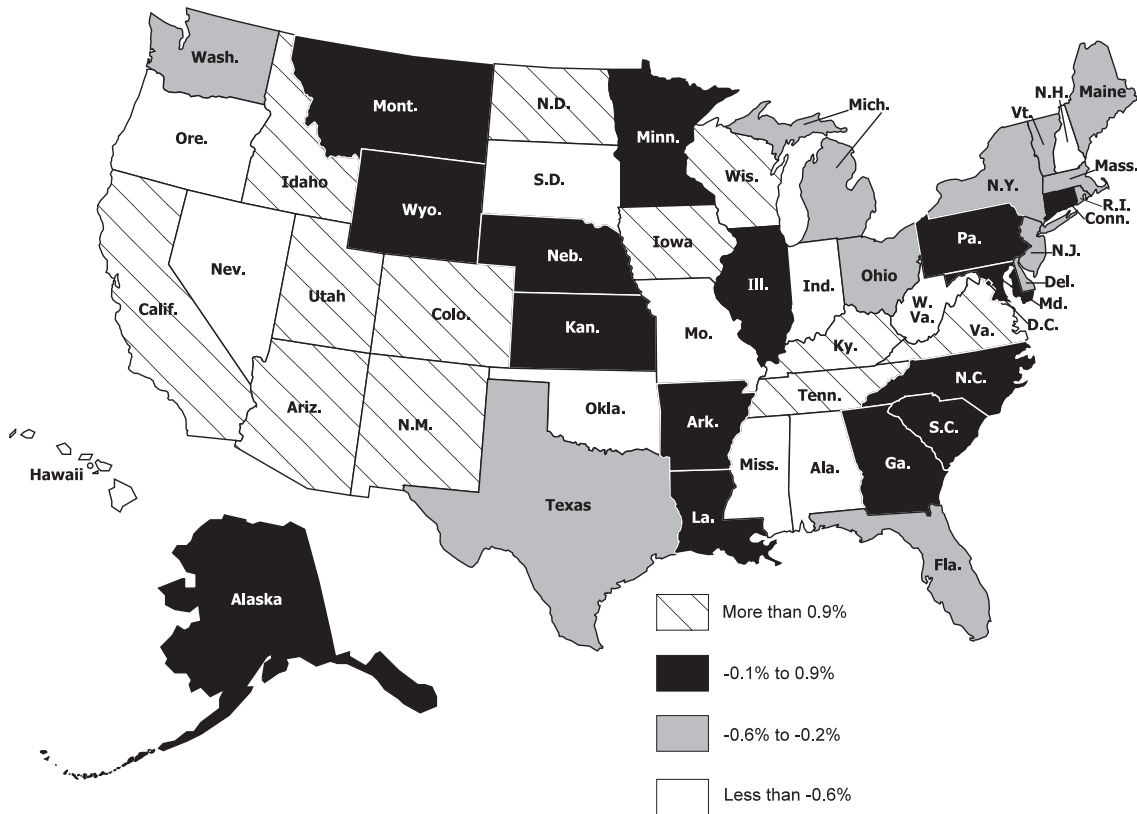 Wash.
Mont.
N.D.
Minn.
Mich.
N.H.
Vt.
Maine
Ore.
Idaho
S.D.
Wis.
N.Y.
Mass.
R.I.
Conn.
Wyo.
Iowa
Neb.
Pa.
N.J.
Nev.
Utah
Colo.
Ill.
Ind.
Ohio
Del.
Md.
D.C.
Calif.
Kan.
Mo.
W.
Va.
Va.
Ky.
Ariz.
N.M.
Okla.
Ark.
Tenn.
N.C.
S.C.
Hawaii
Texas
La.
Miss.
Ala.
Ga.
Fla.
Alaska
More than 0.9%
-0.1% to 0.9%
-0.6% to -0.2%
Less than -0.6%